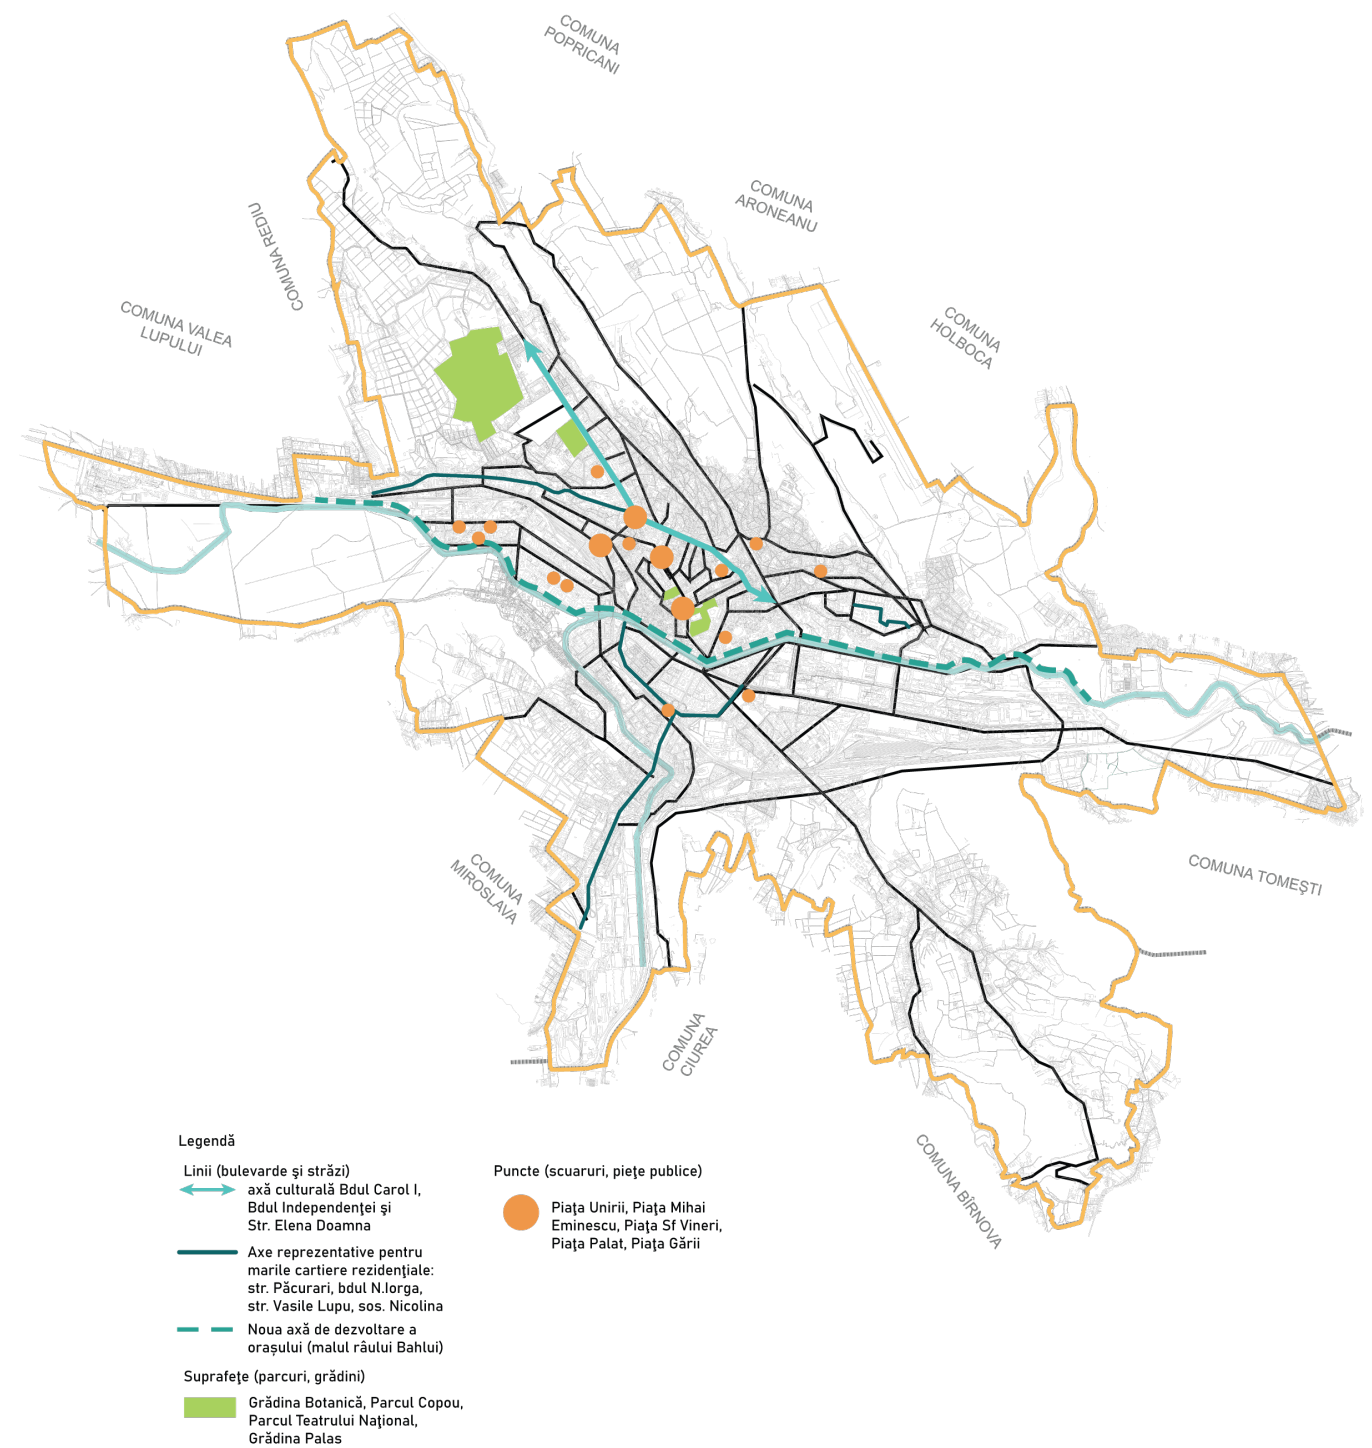 COMUNA
POPRICANI
COMUNA
ARONEANU
COMUNA REDIU
COMUNA VALEA
LUPULUI
COMUNA
HOLBOCA
COMUNA
MIROSLAVA
COMUNA TOMEŞTI
COMUNA
CIUREA
COMUNA BÎRNOVA
Legendă
Linii (bulevarde şi străzi)
axă culturală Bdul Carol I,
Bdul Independenţei şi
Str. Elena Doamna
Axe reprezentative pentru
marile cartiere rezidenţiale:
str. Păcurari, bdul N.Iorga,
str. Vasile Lupu, sos. Nicolina
Noua axă de dezvoltare a
orașului (malul râului Bahlui)
Suprafeţe (parcuri, grădini)
Grădina Botanică, Parcul Copou,
Parcul Teatrului Naţional,
Grădina Palas
Puncte (scuaruri, pieţe publice)
Piaţa Unirii, Piaţa Mihai
Eminescu, Piaţa Sf Vineri,
Piaţa Palat, Piaţa Gării